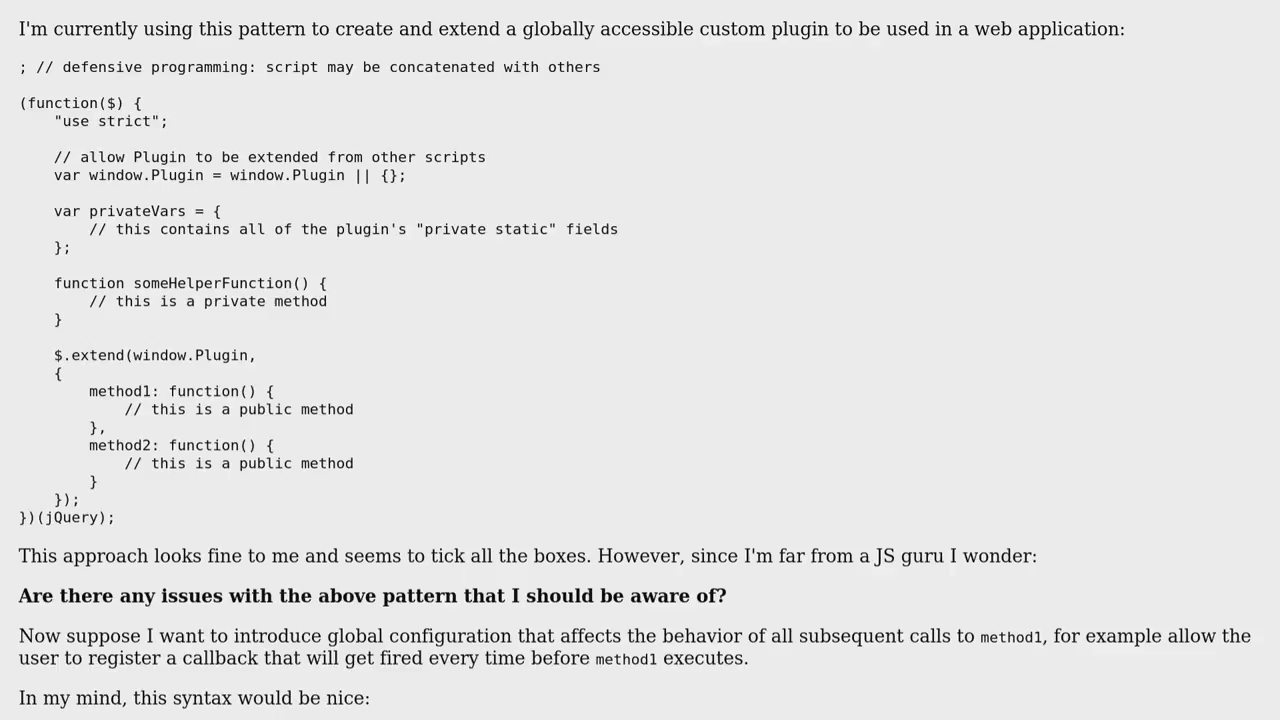 I'm currently using this pattern to create and extend a globally accessible custom plugin to be used in a web application:
; // defensive programming: script may be concatenated with others
(function($) {
    "use strict";
    // allow Plugin to be extended from other scripts
    var window.Plugin = window.Plugin || {};
    var privateVars = {
        // this contains all of the plugin's "private static" fields
    };
    function someHelperFunction() {
        // this is a private method
    }
    $.extend(window.Plugin,
    {
        method1: function() {
            // this is a public method
        },
        method2: function() {
            // this is a public method
        }
    });
})(jQuery);
This approach looks fine to me and seems to tick all the boxes. However, since I'm far from a JS guru I wonder:
Are there any issues with the above pattern that I should be aware of?
Now suppose I want to introduce global configuration that affects the behavior of all subsequent calls to method1, for example allow the
user to register a callback that will get fired every time before method1 executes.
In my mind, this syntax would be nice: